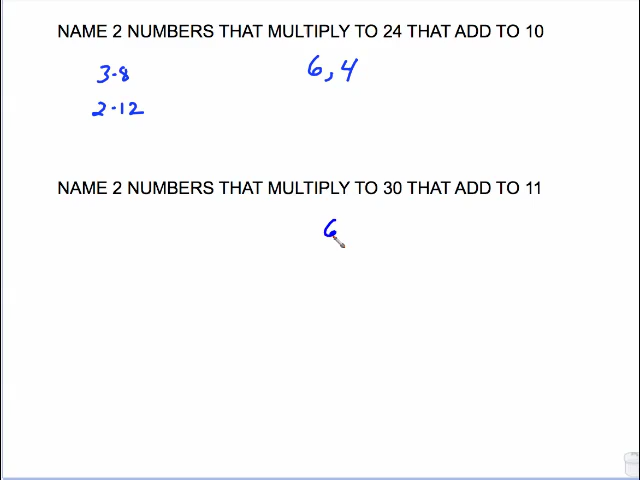 NAME 2 NUMBERS THAT MULTIPLY TO 24 THAT ADD TO 10
3·8 6, 4
2·12
NAME 2 NUMBERS THAT MULTIPLY TO 30 THAT ADD TO 11
6